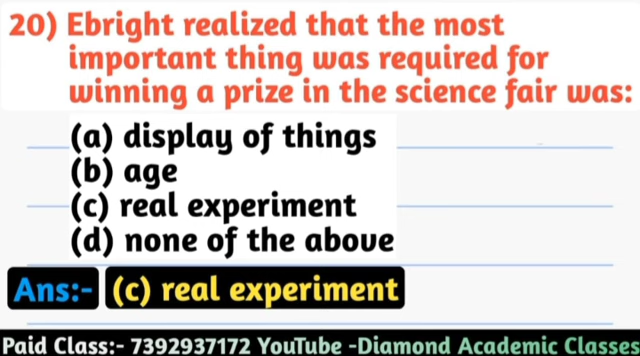 20) Ebright realized that the most
important thing was required for
winning a prize in the science fair was:
(a) display of things
(b) age
(c) real experiment
(d) none of the above
Ans:- (c) real experiment
Paid Class:- 7392937172 YouTube -Diamond Academic Classes